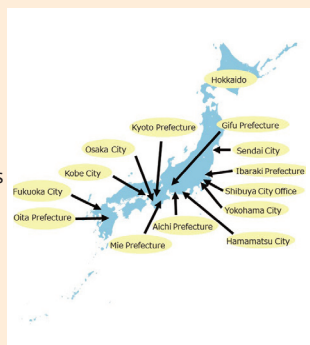 Hokkaido
Kyoto Prefecture
Gifu Prefecture
Osaka City
Sendai City
Kobe City
Ibaraki Prefecture
s
Fukuoka City
Shibuya City Office
Yokohama City
Oita Prefecture
Aichi Prefecture
Mie Prefecture
Hamamatsu City